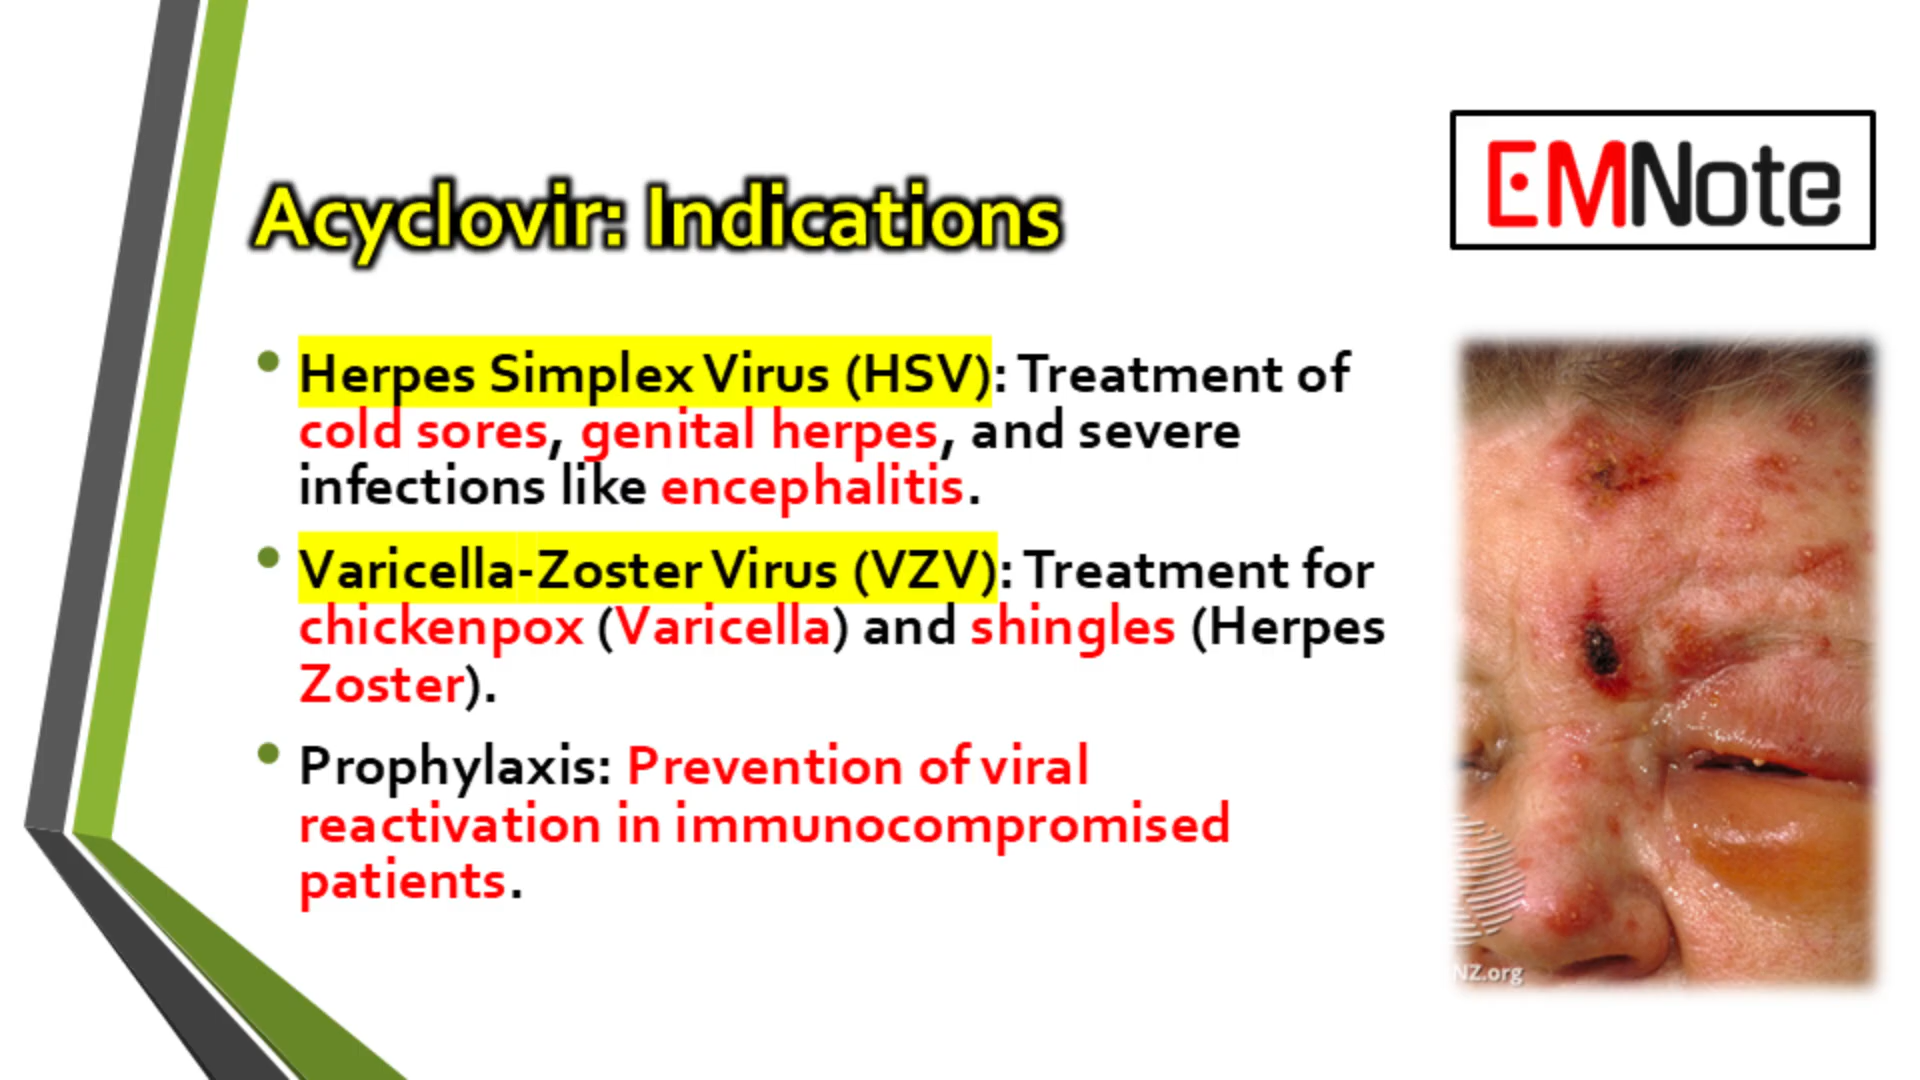 Acyclovir: Indications
EMNote
• Herpes Simplex Virus (HSV): Treatment of
cold sores, genital herpes, and severe
infections like encephalitis.
• Varicella-Zoster Virus (VZV): Treatment for
chickenpox (Varicella) and shingles (Herpes
Zoster).
• Prophylaxis: Prevention of viral
reactivation in immunocompromised
patients.
NZ.org